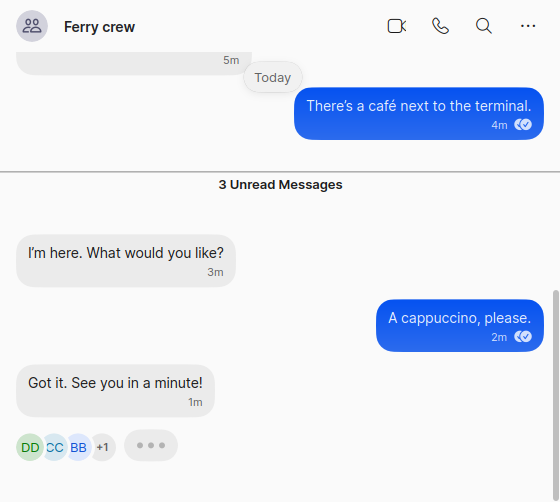 Ferry crew
5m
Today
There's a café next to the terminal.
4m
3 Unread Messages
I'm here. What would you like?
3m
A cappuccino, please.
2m
Got it. See you in a minute!
1m
DD CC BB +1